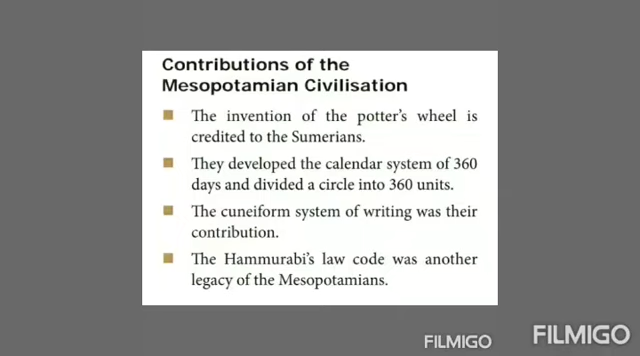 Contributions of the
Mesopotamian Civilisation
The invention of the potter's wheel is
credited to the Sumerians.
They developed the calendar system of 360
days and divided a circle into 360 units.
The cuneiform system of writing was their
contribution.
The Hammurabi's law code was another
legacy of the Mesopotamians.
FILMIGO
FILMIGO